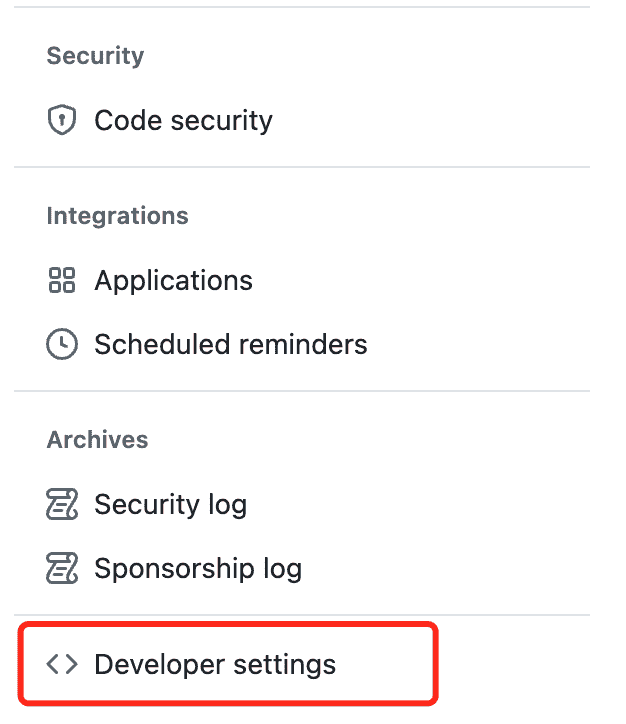 Security
Code security
Integrations
Applications
Scheduled reminders
Archives
Security log
Sponsorship log
Developer settings